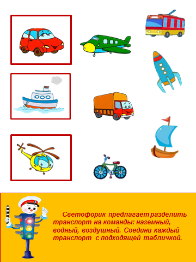 Светофорик предлагает разделить
транспорт на команды: наземный,
водный, воздушный. Соедини каждый
транспорт с подходящей табличкой.